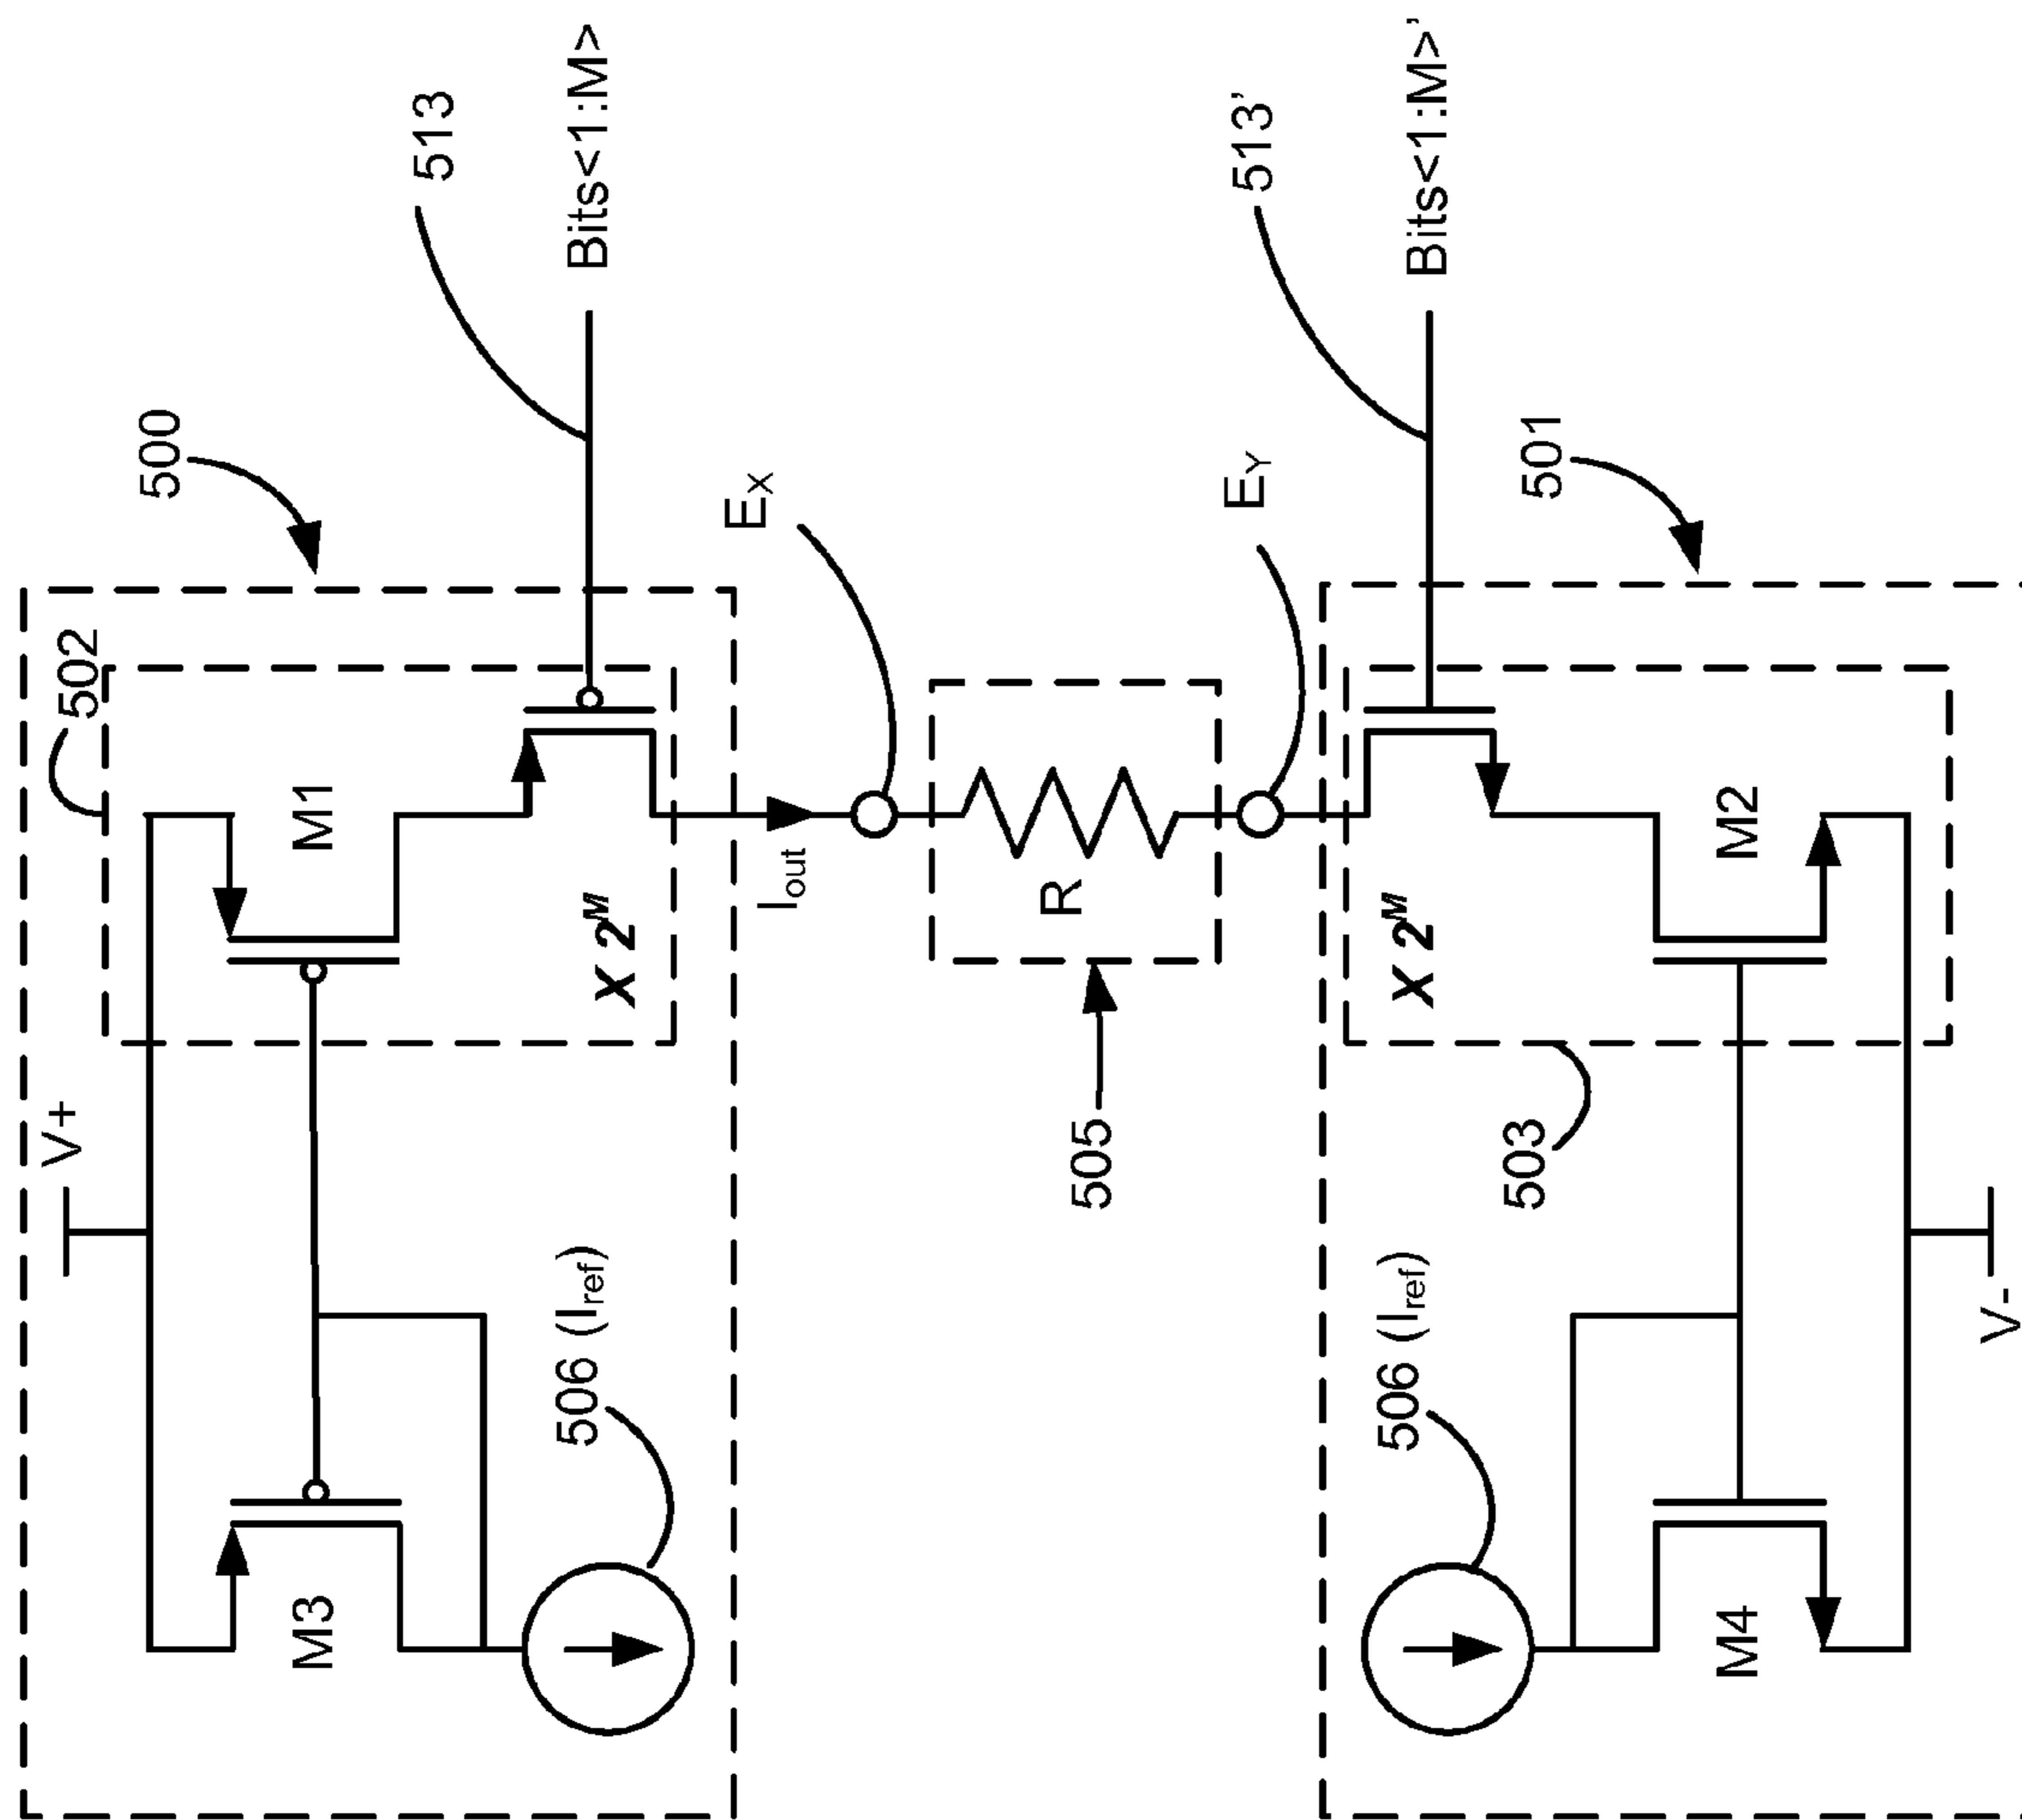 513
Bits<1:M>
500
502
M1
V+
x 2ᴹ
M3
506 (Iref)
Iout
EX
R
505
EY
513’
Bits<1:M>’
501
x 2ᴹ
M2
503
506 (Iref)
M4
V-